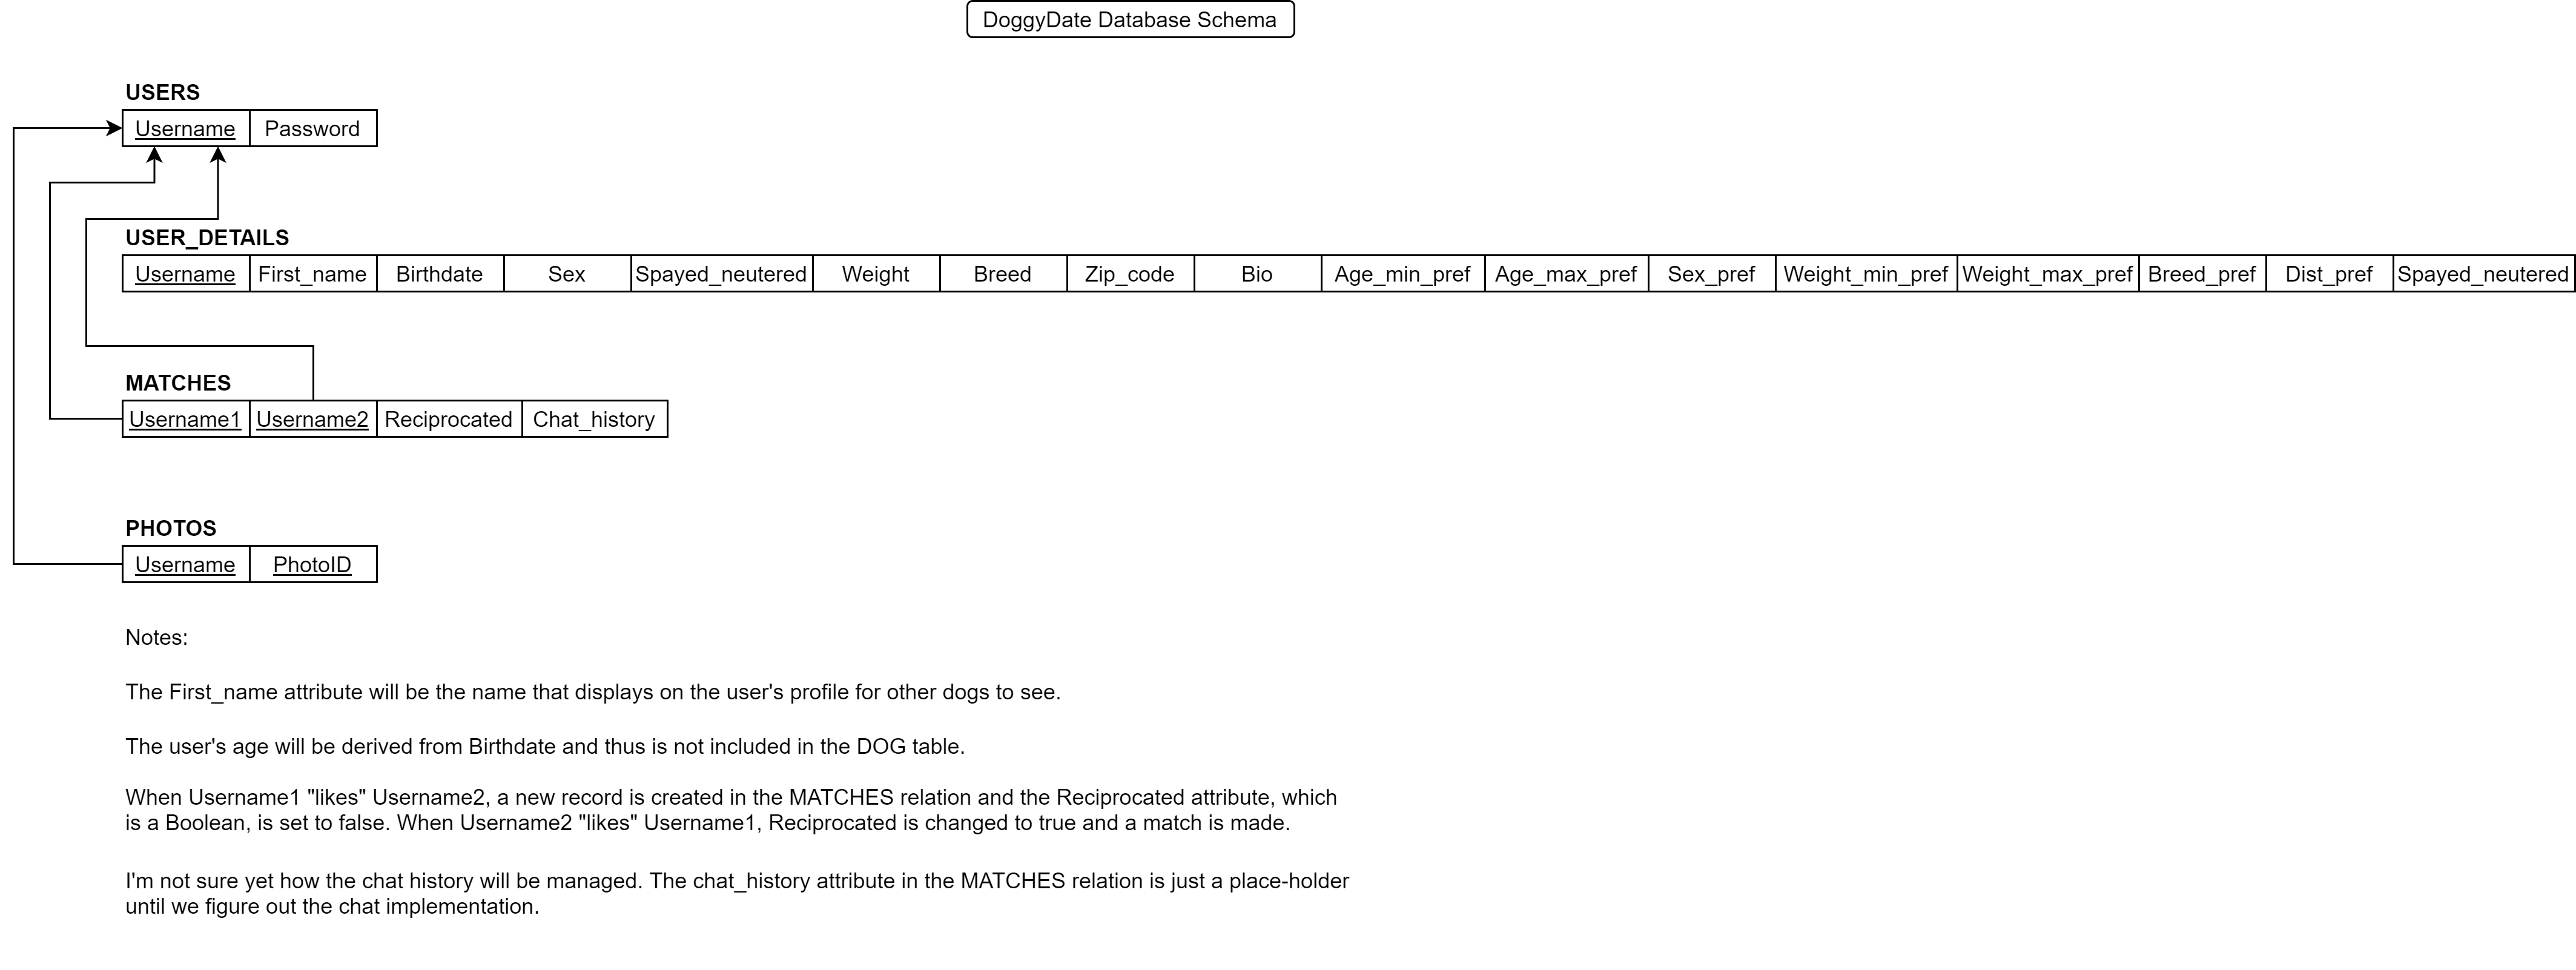 DoggyDate Database Schema
USERS
Username Password
USER_DETAILS
Username First_name Birthdate Sex Spayed_neutered Weight Breed Zip_code Bio Age_min_pref Age_max_pref Sex_pref Weight_min_pref Weight_max_pref Breed_pref Dist_pref Spayed_neutered
MATCHES
Username1 Username2 Reciprocated Chat_history
PHOTOS
Username PhotoID
Notes:
The First_name attribute will be the name that displays on the user's profile for other dogs to see.
The user's age will be derived from Birthdate and thus is not included in the DOG table.
When Username1 "likes" Username2, a new record is created in the MATCHES relation and the Reciprocated attribute, which
is a Boolean, is set to false. When Username2 "likes" Username1, Reciprocated is changed to true and a match is made.
I'm not sure yet how the chat history will be managed. The chat_history attribute in the MATCHES relation is just a place-holder
until we figure out the chat implementation.